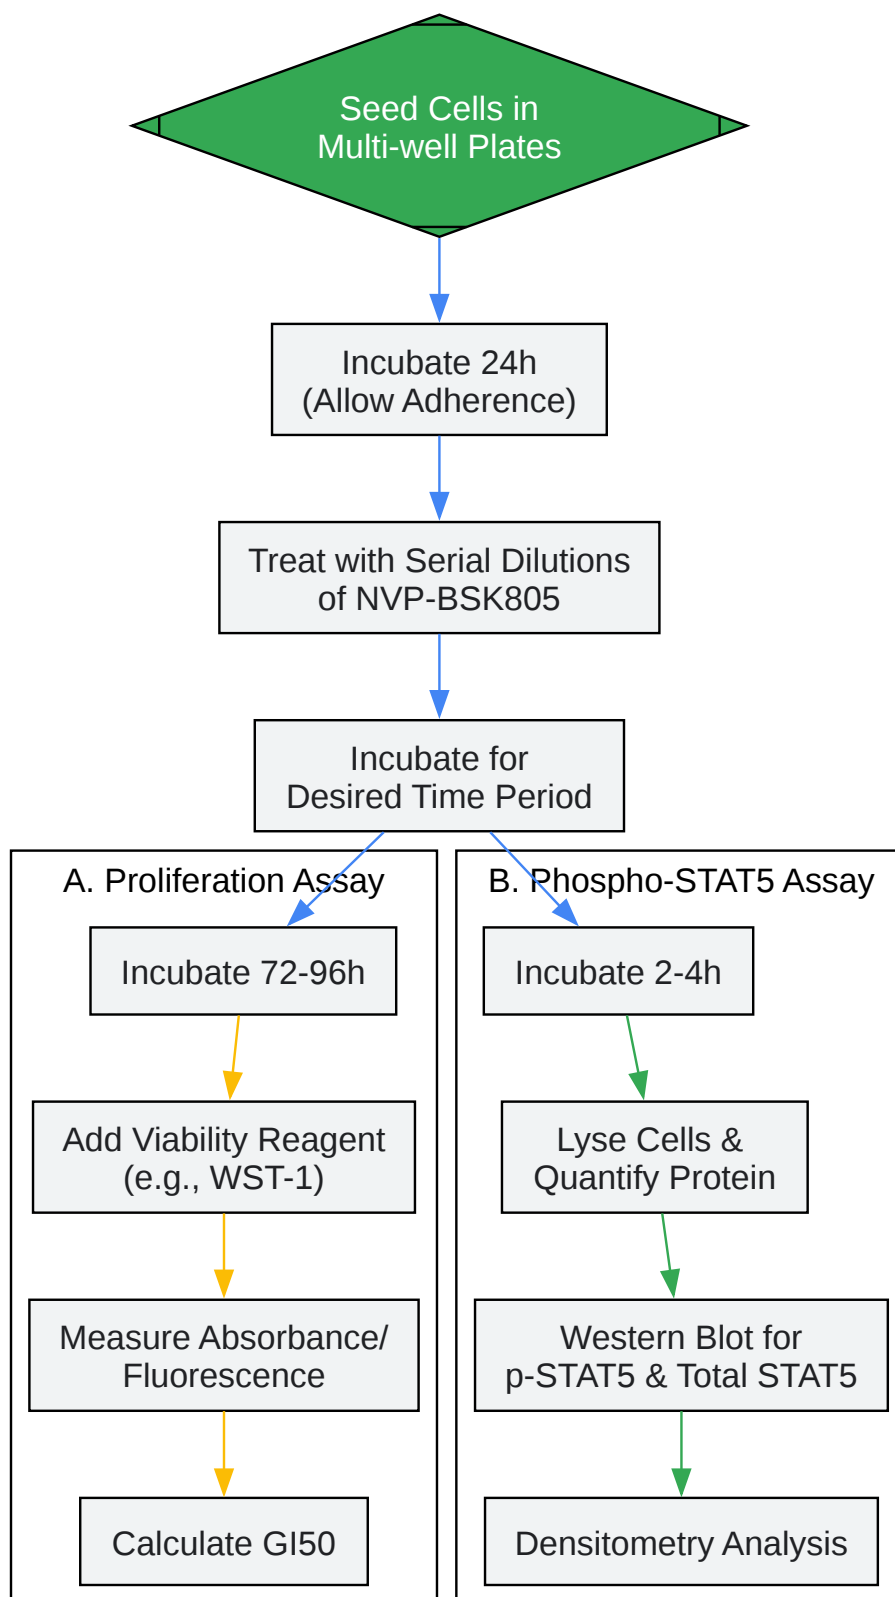 Seed Cells in
Multi-well Plates
Incubate 24h
(Allow Adherence)
Treat with Serial Dilutions
of NVP-BSK805
Incubate for
Desired Time Period
A. Proliferation Assay
Incubate 72-96h
Add Viability Reagent
(e.g., WST-1)
Measure Absorbance/
Fluorescence
Calculate GI50
B. Phospho-STAT5 Assay
Incubate 2-4h
Lyse Cells &
Quantify Protein
Western Blot for
p-STAT5 & Total STAT5
Densitometry Analysis